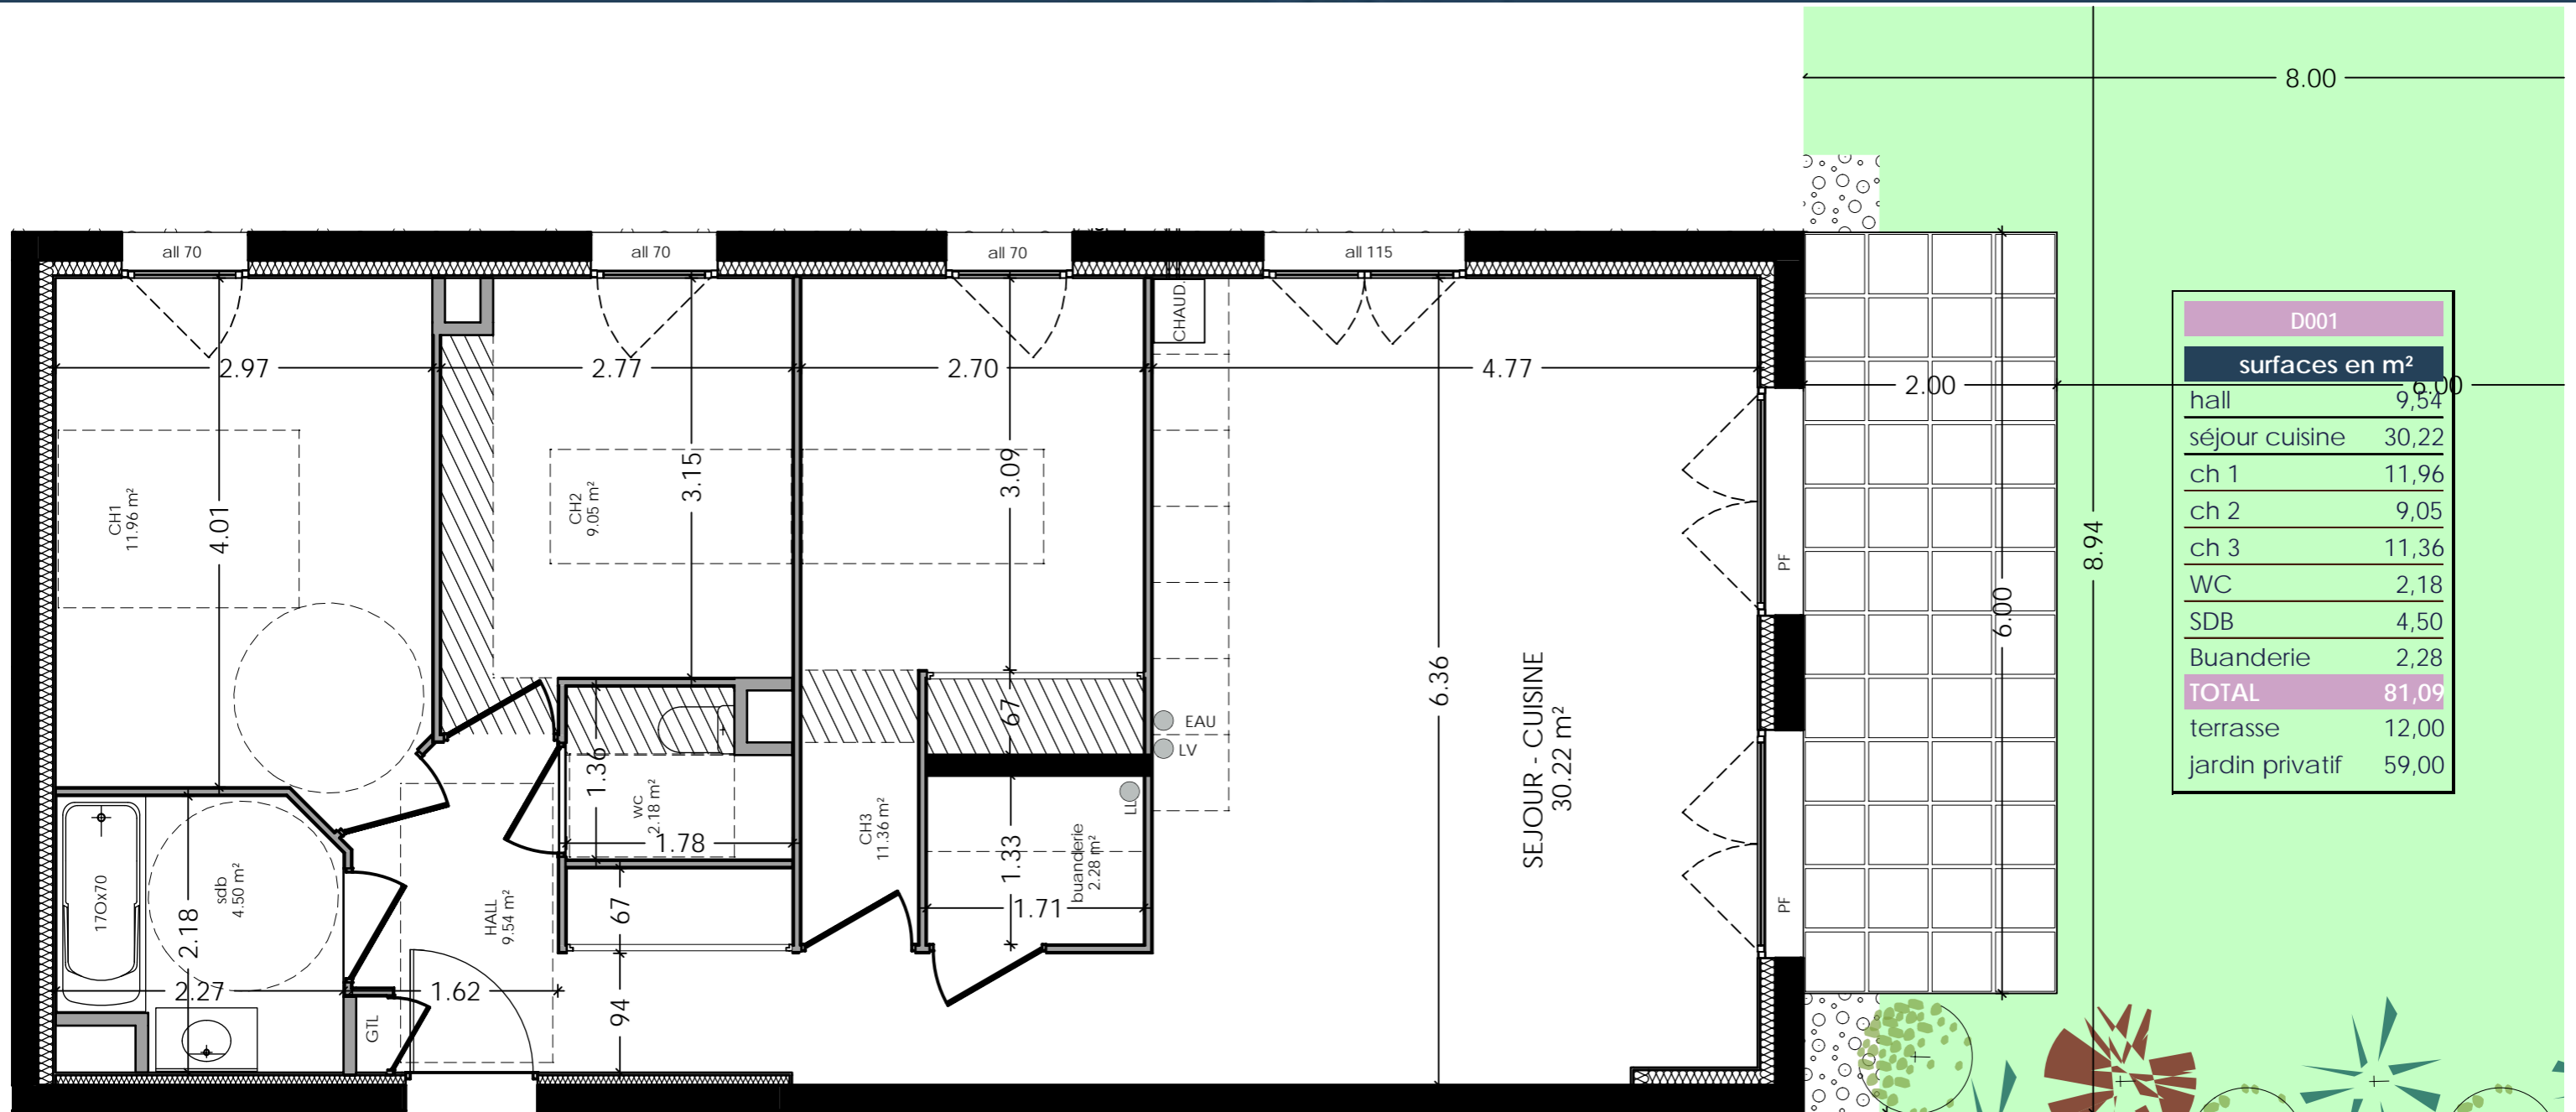 8.00
all 70
all 70
all 70
all 115
CHAUD.
2.97
2.77
2.70
4.77
2.00
6.00
D001
surfaces en m²
hall 9,54
séjour cuisine 30,22
ch 1 11,96
ch 2 9,05
ch 3 11,36
WC 2,18
SDB 4,50
Buanderie 2,28
TOTAL 81,09
terrasse 12,00
jardin privatif 59,00
CH1
11.96 m²
4.01
CH2
9.05 m²
3.15
3.09
8.94
PF
6.00
6.36
SEJOUR - CUISINE
30.22 m²
67
EAU
LV
1.36
WC
2.18 m²
1.78
CH3
11.36 m²
LL
1.33
buanderie
2.28 m²
1.71
170x70
sdb
4.50 m²
2.18
2.27
HALL
9.54 m²
1.62
67
94
GTL
PF